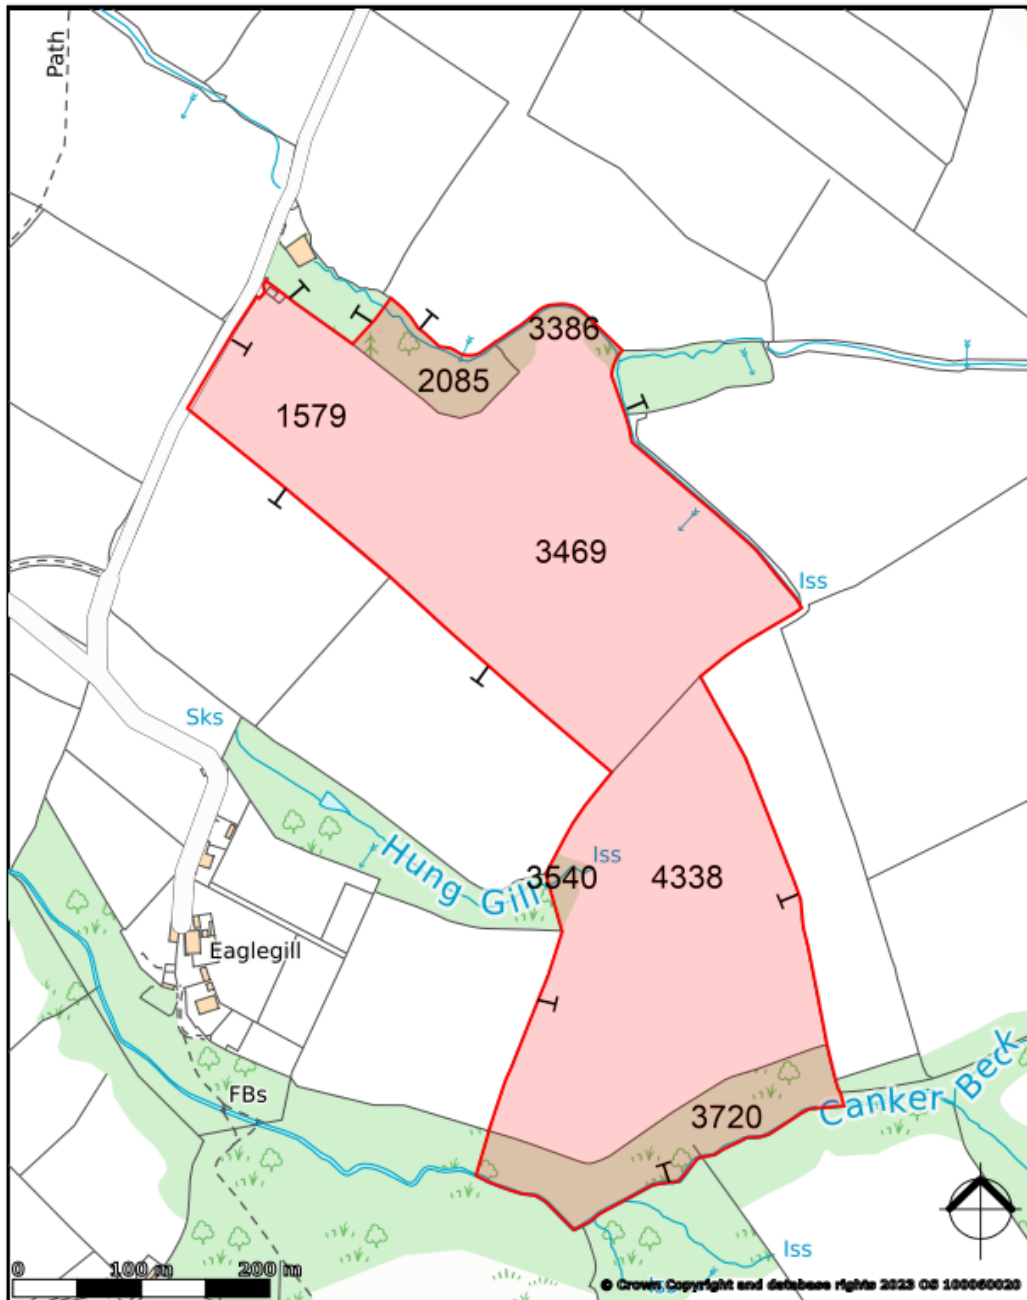 Path
3386
2085
1579
3469
Iss
Sks
Hung Gill
3540
Iss
4338
Eaglegill
FBs
Canker Beck
3720
Iss
Iss
0 100 m 200 m
© Crown Copyright and database rights 2023 OS 100060020